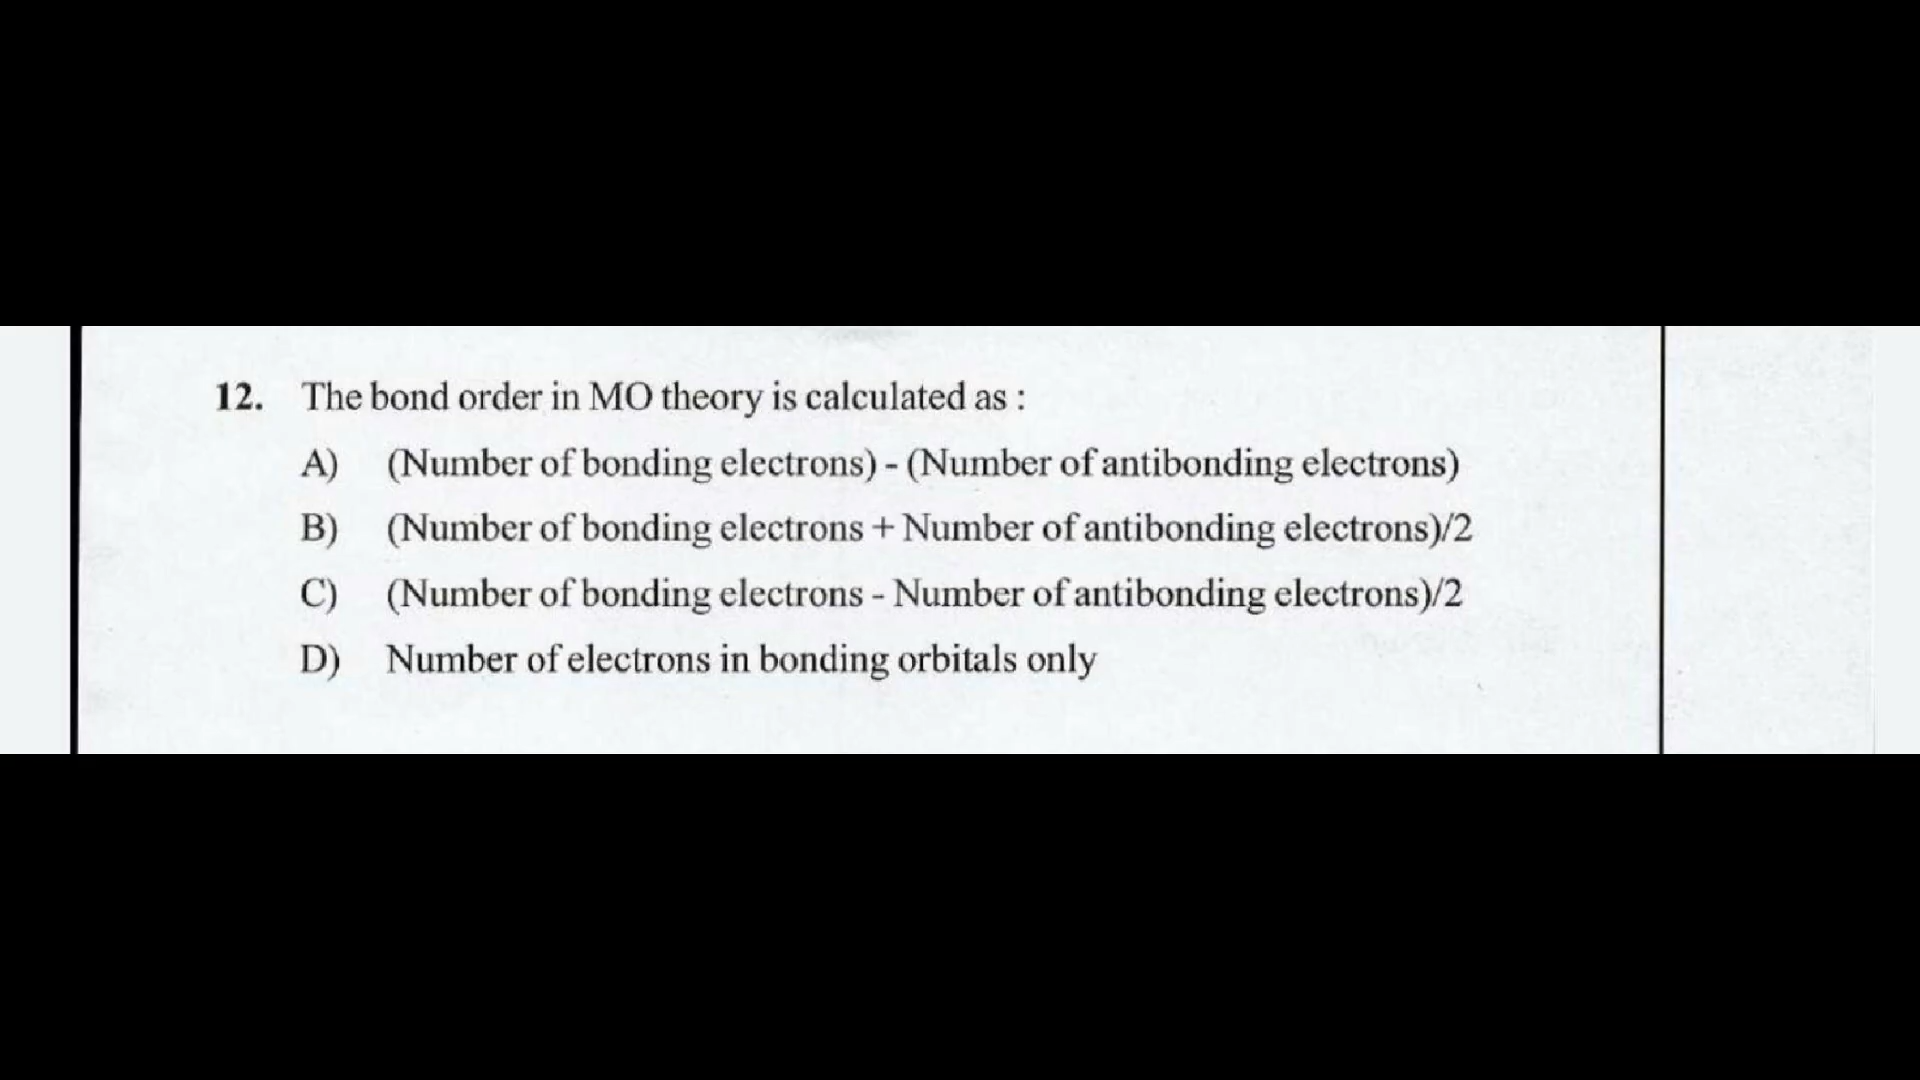 12. The bond order in MO theory is calculated as :
A) (Number of bonding electrons) - (Number of antibonding electrons)
B) (Number of bonding electrons + Number of antibonding electrons)/2
C) (Number of bonding electrons - Number of antibonding electrons)/2
D) Number of electrons in bonding orbitals only